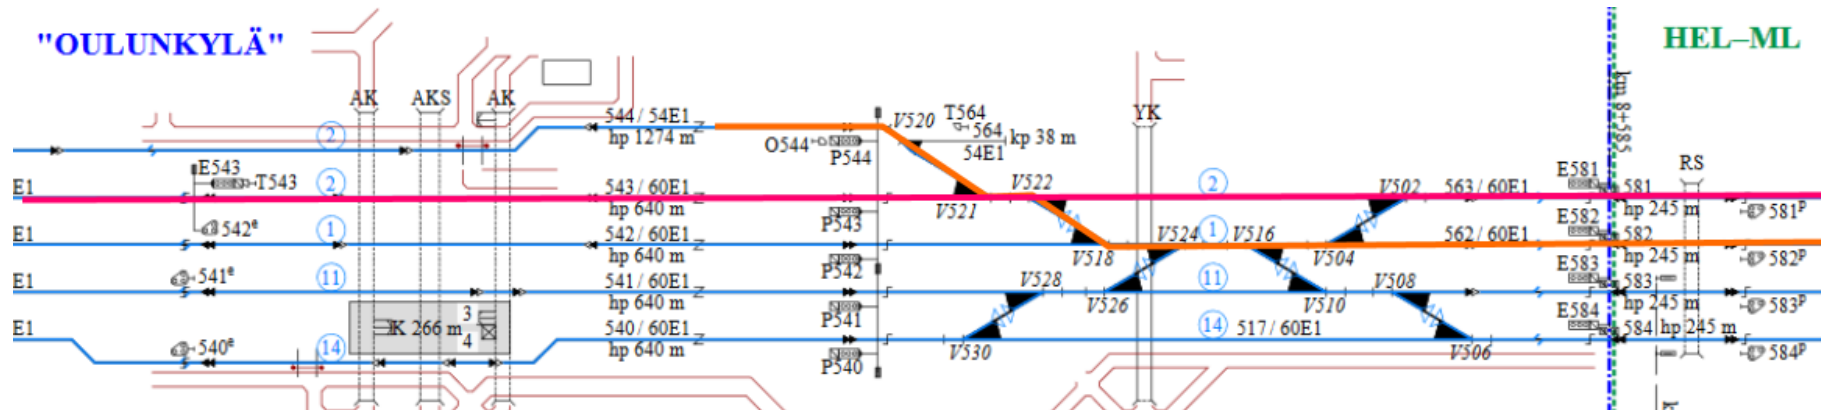 "OULUNKYLÄ"
HEL–ML
AK
AKS
AK
544 / 54E1
hp 1274 m
V520
T564
564
kp 38 m
54E1
YK
km 8+585
O544
P544
2
E1
E543
T543
2
543 / 60E1
hp 640 m
V521
V522
2
V502
563 / 60E1
E581
581
hp 245 m
RS
581ᵖ
542ᵉ
P543
E1
1
542 / 60E1
hp 640 m
V518
V524
1
V516
V504
562 / 60E1
E582
582
hp 245 m
582ᵖ
P542
E1
541ᵉ
11
541 / 60E1
hp 640 m
V528
V526
11
V510
V508
E583
583
hp 245 m
583ᵖ
P541
E1
K 266 m
3
4
540ᵉ
14
540 / 60E1
hp 640 m
V530
14
517 / 60E1
V506
E584
584
hp 245 m
584ᵖ
P540